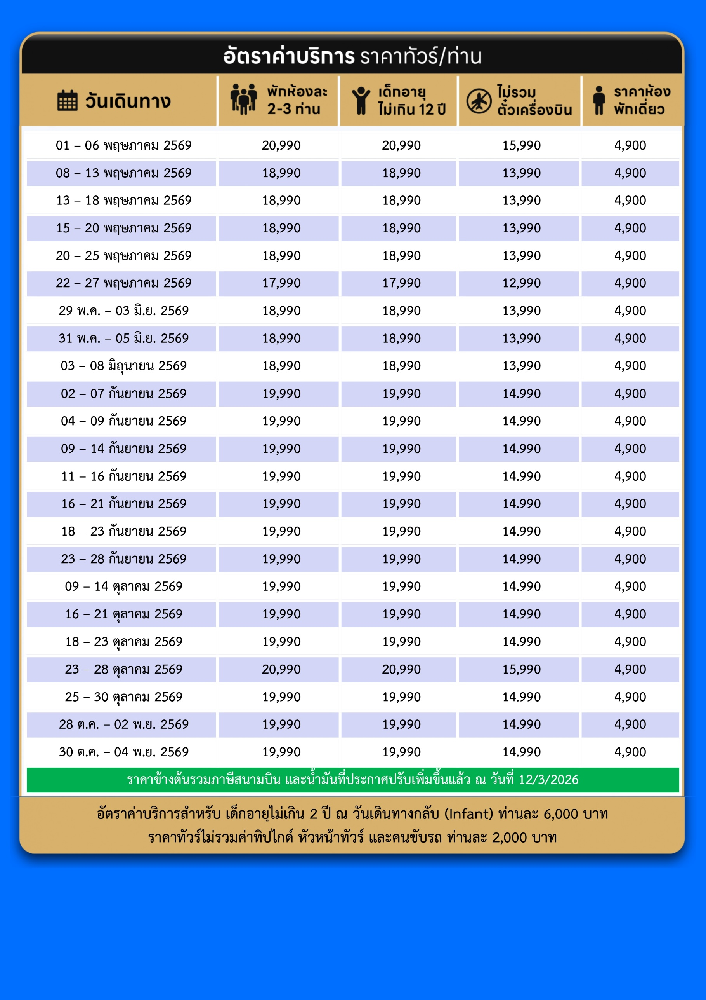 อัตราค่าบริการ ราคาทัวร์/ท่าน
วันเดินทาง พักห้องละ 2-3 ท่าน เด็กอายุ ไม่เกิน 12 ปี ไม่รวม ตั๋วเครื่องบิน ราคาห้อง พักเดี่ยว
01 – 06 พฤษภาคม 2569 20,990 20,990 15,990 4,900
08 – 13 พฤษภาคม 2569 18,990 18,990 13,990 4,900
13 – 18 พฤษภาคม 2569 18,990 18,990 13,990 4,900
15 – 20 พฤษภาคม 2569 18,990 18,990 13,990 4,900
20 – 25 พฤษภาคม 2569 18,990 18,990 13,990 4,900
22 – 27 พฤษภาคม 2569 17,990 17,990 12,990 4,900
29 พ.ค. – 03 มิ.ย. 2569 18,990 18,990 13,990 4,900
31 พ.ค. – 05 มิ.ย. 2569 18,990 18,990 13,990 4,900
03 – 08 มิถุนายน 2569 18,990 18,990 13,990 4,900
02 – 07 กันยายน 2569 19,990 19,990 14.990 4,900
04 – 09 กันยายน 2569 19,990 19,990 14.990 4,900
09 – 14 กันยายน 2569 19,990 19,990 14.990 4,900
11 – 16 กันยายน 2569 19,990 19,990 14.990 4,900
16 – 21 กันยายน 2569 19,990 19,990 14.990 4,900
18 – 23 กันยายน 2569 19,990 19,990 14.990 4,900
23 – 28 กันยายน 2569 19,990 19,990 14.990 4,900
09 – 14 ตุลาคม 2569 19,990 19,990 14.990 4,900
16 – 21 ตุลาคม 2569 19,990 19,990 14.990 4,900
18 – 23 ตุลาคม 2569 19,990 19,990 14.990 4,900
23 – 28 ตุลาคม 2569 20,990 20,990 15,990 4,900
25 – 30 ตุลาคม 2569 19,990 19,990 14.990 4,900
28 ต.ค. – 02 พ.ย. 2569 19,990 19,990 14.990 4,900
30 ต.ค. – 04 พ.ย. 2569 19,990 19,990 14.990 4,900
ราคาข้างต้นรวมภาษีสนามบิน และน้ำมันที่ประกาศปรับเพิ่มขึ้นแล้ว ณ วันที่ 12/3/2026
อัตราค่าบริการสำหรับ เด็กอายุไม่เกิน 2 ปี ณ วันเดินทางกลับ (Infant) ท่านละ 6,000 บาท
ราคาทัวร์ไม่รวมค่าทิปไกด์ หัวหน้าทัวร์ และคนขับรถ ท่านละ 2,000 บาท